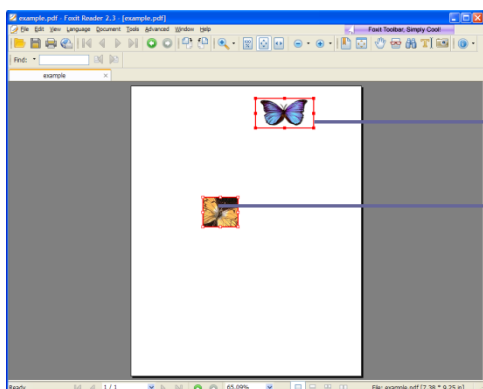 example.pdf - Foxit Reader 2.3 - [example.pdf]
File Edit View Language Document Tools Advanced Window Help
Foxit Toolbar, Simply Cool!
Find:
example
Ready
1 / 1
65.09%
File: example.pdf [7.38 * 9.25 in]